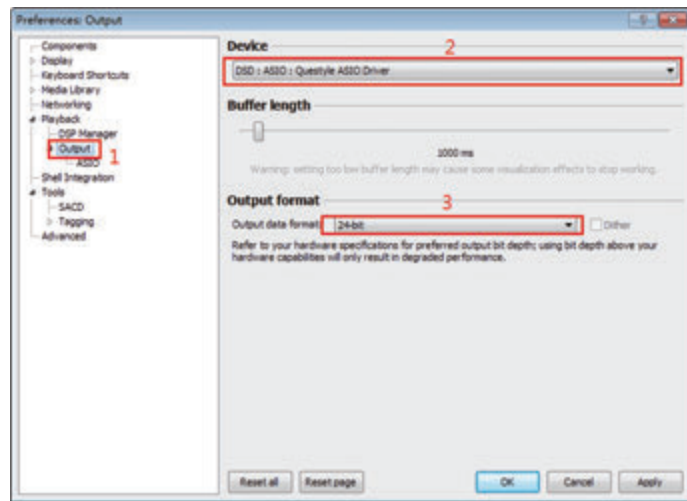 Preferences: Output
Components
Display
Keyboard Shortcuts
Media Library
Networking
Playback
DSP Manager
Output
1
ASIO
Shell Integration
Tools
SACD
Tagging
Advanced
Device
2
DSD : ASIO : Questyle ASIO Driver
Buffer length
1000 ms
Warning: setting too low buffer length may cause some visualization effects to stop working.
Output format
3
Output data format: 24-bit Dither
Refer to your hardware specifications for preferred output bit depth; using bit depth above your
hardware capabilities will only result in degraded performance.
Reset all Reset page OK Cancel Apply